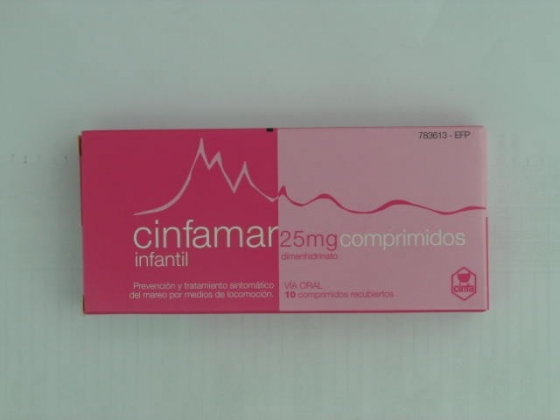 783613 - EFP
cinfamar 25mg comprimidos
infantil
dimenhidrinato
Prevención y tratamiento sintomático
del mareo por medios de locomoción.
VÍA ORAL
10 comprimidos recubiertos
cinfa